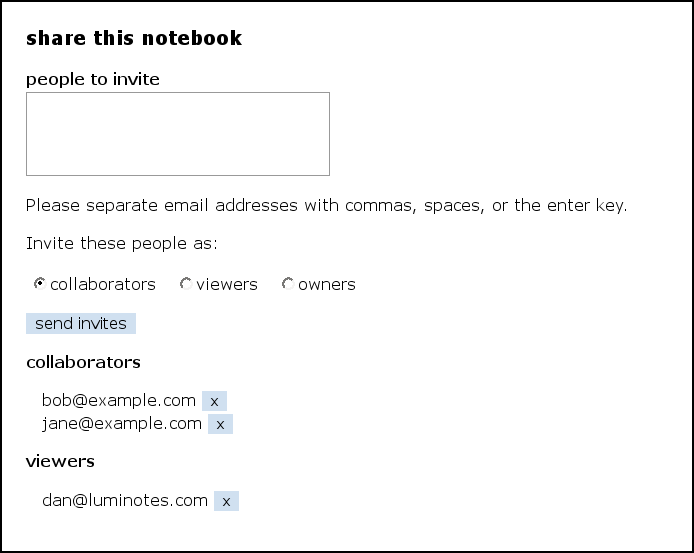 share this notebook
people to invite
Please separate email addresses with commas, spaces, or the enter key.
Invite these people as:
collaborators viewers owners
send invites
collaborators
bob@example.com x
jane@example.com x
viewers
dan@luminotes.com x